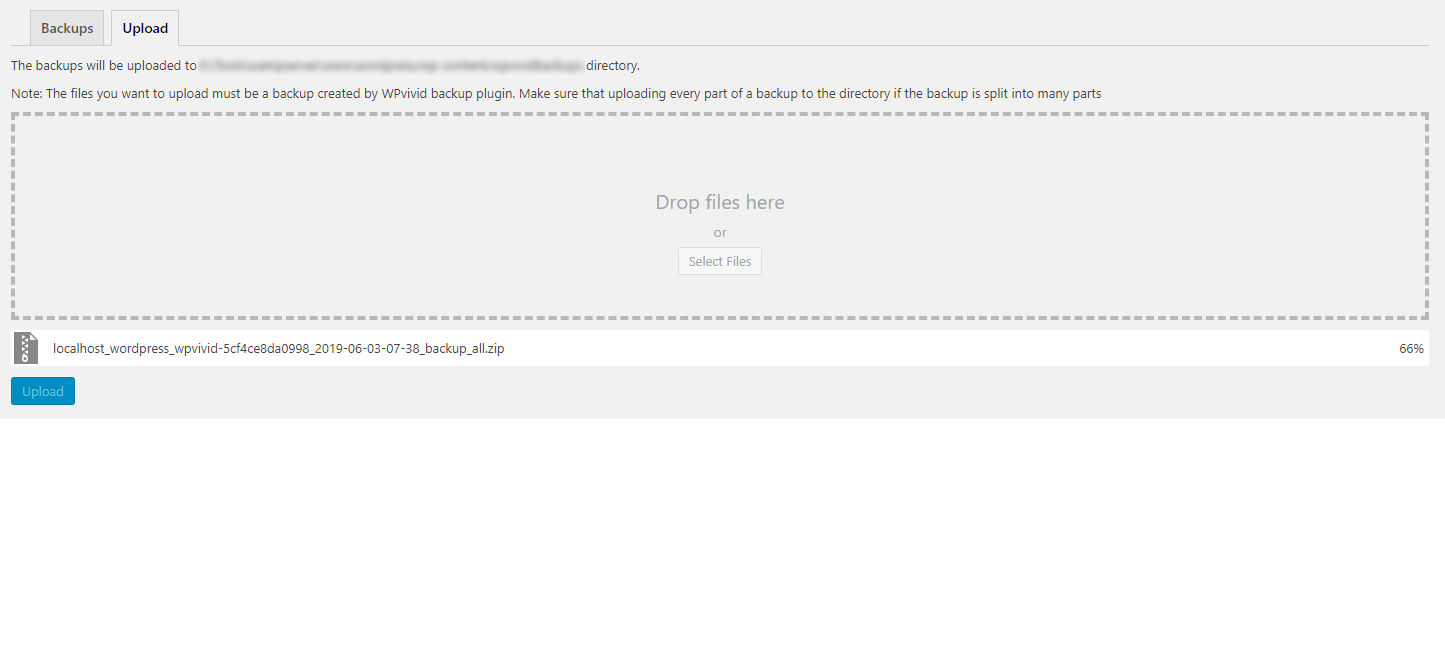 Backups Upload
The backups will be uploaded to directory.
Note: The files you want to upload must be a backup created by WPvivid backup plugin. Make sure that uploading every part of a backup to the directory if the backup is split into many parts
Drop files here
or
Select Files
localhost_wordpress_wpvivid-5cf4ce8da0998_2019-06-03-07-38_backup_all.zip 66%
Upload